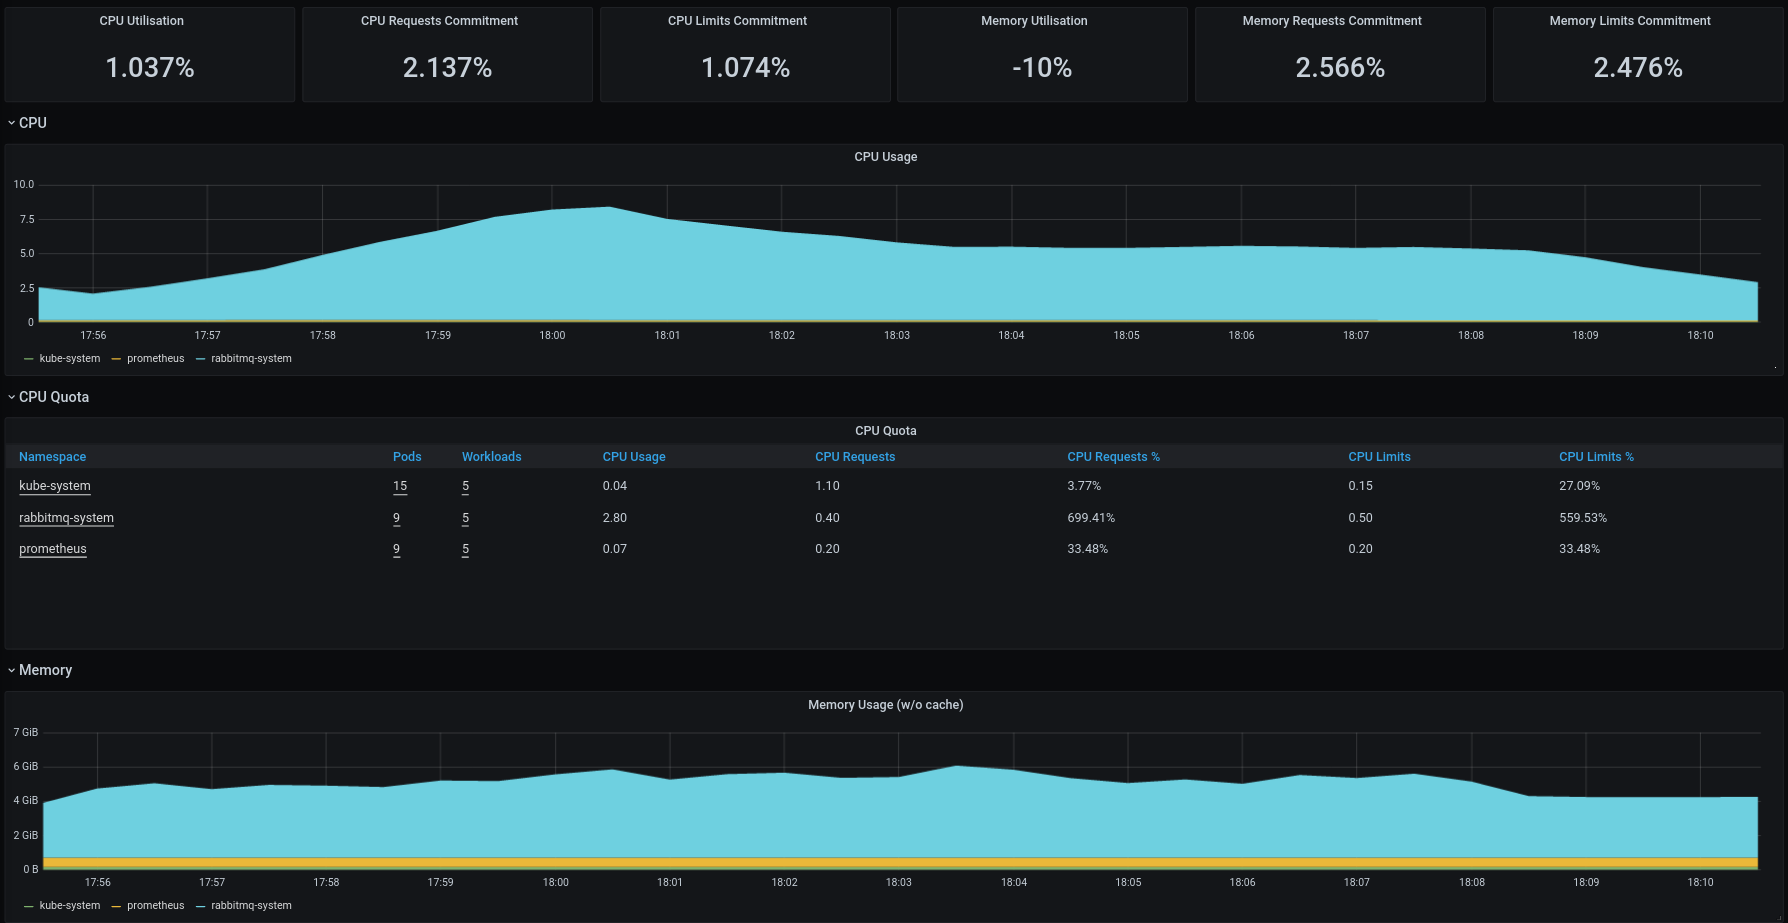 CPU Utilisation CPU Requests Commitment CPU Limits Commitment Memory Utilisation Memory Requests Commitment Memory Limits Commitment
1.037% 2.137% 1.074% -10% 2.566% 2.476%
CPU
CPU Usage
10.0
7.5
5.0
2.5
0
17:56 17:57 17:58 17:59 18:00 18:01 18:02 18:03 18:04 18:05 18:06 18:07 18:08 18:09 18:10
kube-system prometheus rabbitmq-system
CPU Quota
CPU Quota
Namespace Pods Workloads CPU Usage CPU Requests CPU Requests % CPU Limits CPU Limits %
kube-system 15 5 0.04 1.10 3.77% 0.15 27.09%
rabbitmq-system 9 5 2.80 0.40 699.41% 0.50 559.53%
prometheus 9 5 0.07 0.20 33.48% 0.20 33.48%
Memory
Memory Usage (w/o cache)
7 GiB
6 GiB
4 GiB
2 GiB
0 B
17:56 17:57 17:58 17:59 18:00 18:01 18:02 18:03 18:04 18:05 18:06 18:07 18:08 18:09 18:10
kube-system prometheus rabbitmq-system